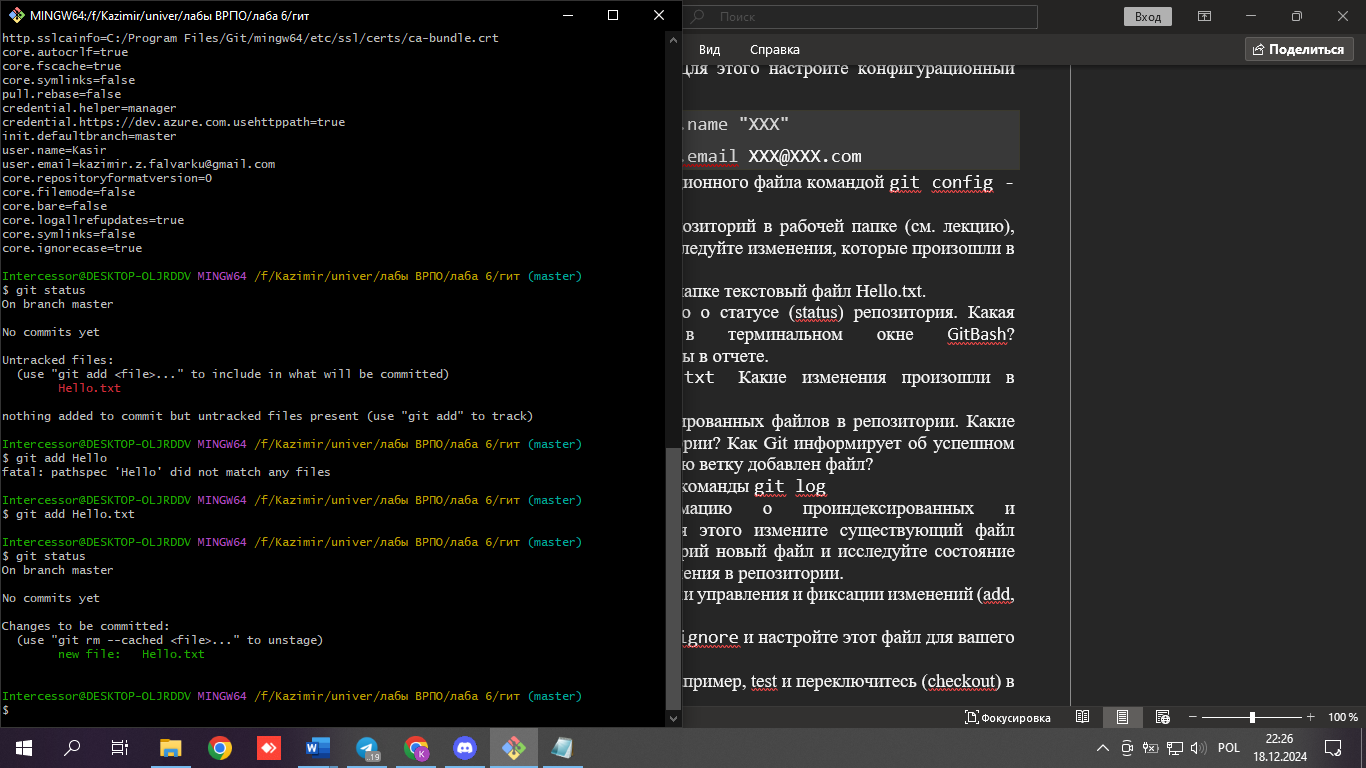 MINGW64:/f/Kazimir/univer/лабы ВРПО/лаба 6/гит
http.sslcainfo=C:/Program Files/Git/mingw64/etc/ssl/certs/ca-bundle.crt
core.autocrlf=true
core.fscache=true
core.symlinks=false
pull.rebase=false
credential.helper=manager
credential.https://dev.azure.com.usehttppath=true
init.defaultbranch=master
user.name=Kasir
user.email=kazimir.z.falvarku@gmail.com
core.repositoryformatversion=0
core.filemode=false
core.bare=false
core.logallrefupdates=true
core.symlinks=false
core.ignorecase=true
Intercessor@DESKTOP-OLJRDDV MINGW64 /f/Kazimir/univer/лабы ВРПО/лаба 6/гит (master)
$ git status
On branch master
No commits yet
Untracked files:
(use "git add <file>..." to include in what will be committed)
Hello.txt
nothing added to commit but untracked files present (use "git add" to track)
Intercessor@DESKTOP-OLJRDDV MINGW64 /f/Kazimir/univer/лабы ВРПО/лаба 6/гит (master)
$ git add Hello
fatal: pathspec 'Hello' did not match any files
Intercessor@DESKTOP-OLJRDDV MINGW64 /f/Kazimir/univer/лабы ВРПО/лаба 6/гит (master)
$ git add Hello.txt
Intercessor@DESKTOP-OLJRDDV MINGW64 /f/Kazimir/univer/лабы ВРПО/лаба 6/гит (master)
$ git status
On branch master
No commits yet
Changes to be committed:
(use "git rm --cached <file>..." to unstage)
new file:   Hello.txt
Intercessor@DESKTOP-OLJRDDV MINGW64 /f/Kazimir/univer/лабы ВРПО/лаба 6/гит (master)
$
Поиск
Вход
Вид Справка
Поделиться
Для этого настройте конфигурационный
.name "XXX"
.email XXX@XXX.com
ционного файла командой git config -
позиторий в рабочей папке (см. лекцию),
следуйте изменения, которые произошли в
папке текстовый файл Hello.txt.
о о статусе (status) репозитория. Какая
в терминальном окне GitBash?
ы в отчете.
txt Какие изменения произошли в
ированных файлов в репозитории. Какие
рии? Как Git информирует об успешном
ю ветку добавлен файл?
команды git log
мацию о проиндексированных и
я этого измените существующий файл
рий новый файл и исследуйте состояние
ения в репозитории.
и управления и фиксации изменений (add,
ignore и настройте этот файл для вашего
пример, test и переключитесь (checkout) в
Фокусировка
100 %
19
K
POL
22:26
18.12.2024